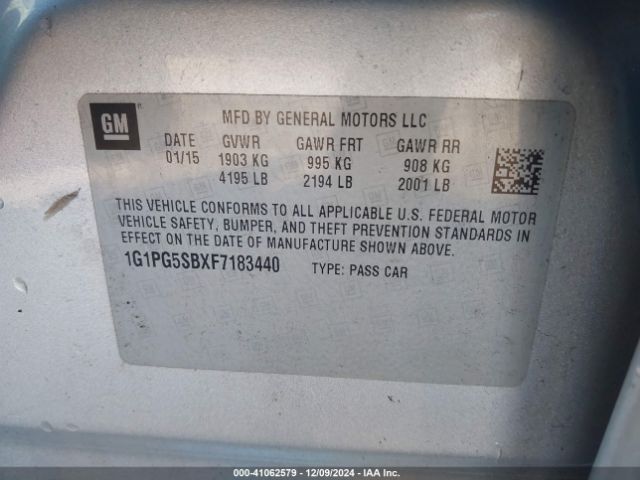 GM
MFD BY GENERAL MOTORS LLC
DATE GVWR GAWR FRT GAWR RR
01/15 1903 KG 995 KG 908 KG
4195 LB 2194 LB 2001 LB
THIS VEHICLE CONFORMS TO ALL APPLICABLE U.S. FEDERAL MOTOR
VEHICLE SAFETY, BUMPER, AND THEFT PREVENTION STANDARDS IN
EFFECT ON THE DATE OF MANUFACTURE SHOWN ABOVE.
1G1PG5SBXF7183440 TYPE: PASS CAR
000-41062579 - 12/09/2024 - IAA Inc.